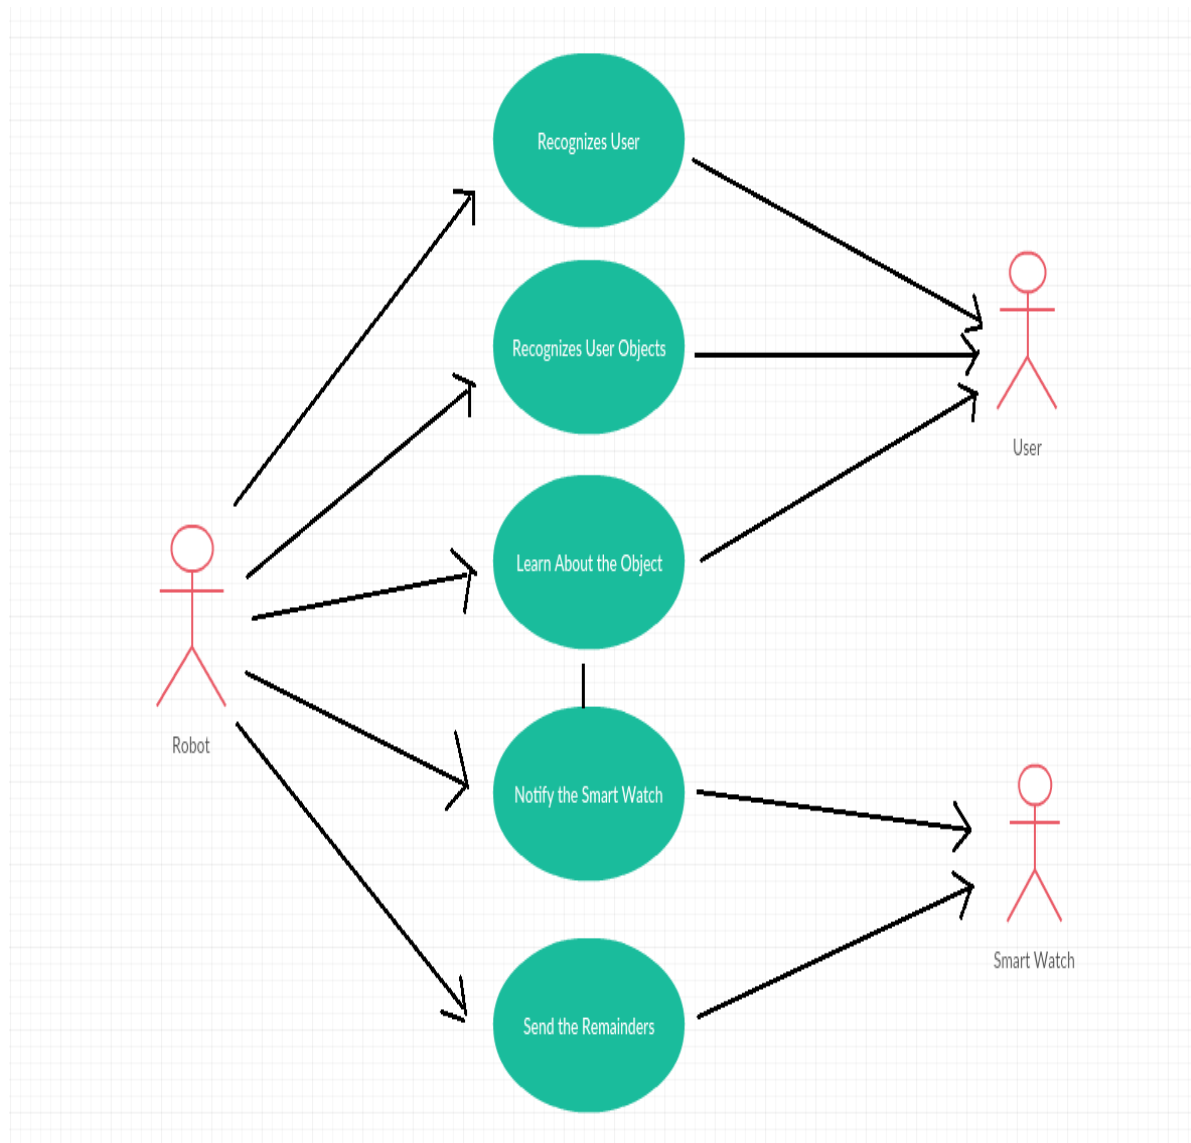 Recognizes User
Recognizes User Objects
User
Learn About the Object
Robot
Notify the Smart Watch
Smart Watch
Send the Remainders